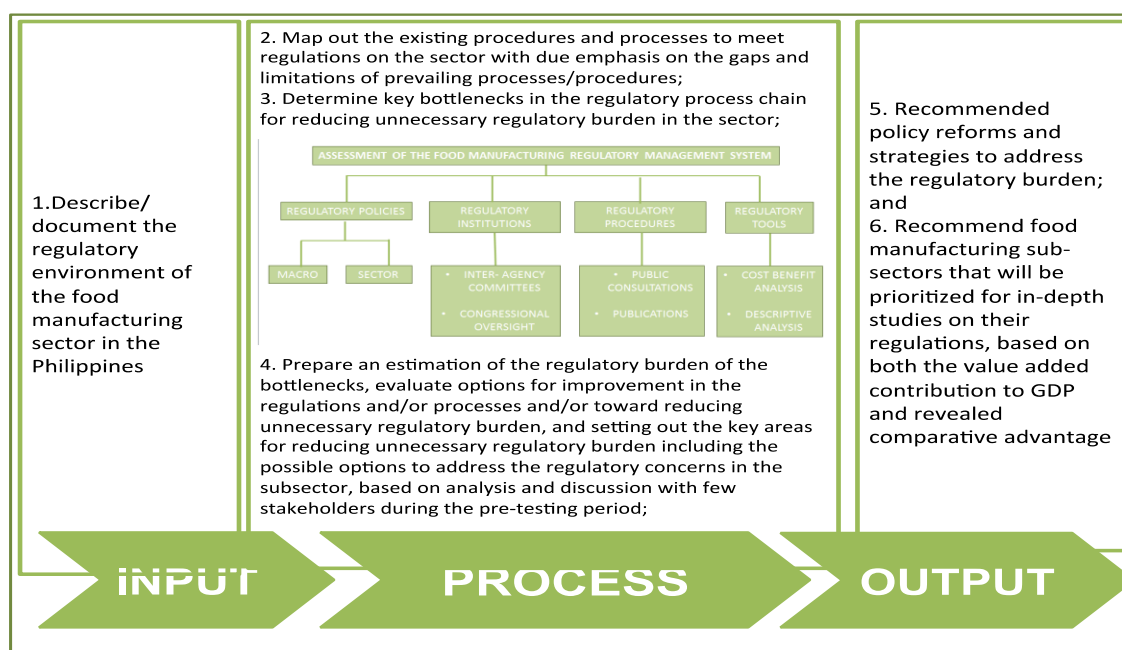 1.Describe/
document the
regulatory
environment of
the food
manufacturing
sector in the
Philippines
2. Map out the existing procedures and processes to meet
regulations on the sector with due emphasis on the gaps and
limitations of prevailing processes/procedures;
3. Determine key bottlenecks in the regulatory process chain
for reducing unnecessary regulatory burden in the sector;
ASSESSMENT OF THE FOOD MANUFACTURING REGULATORY MANAGEMENT SYSTEM
REGULATORY POLICIES
MACRO
SECTOR
REGULATORY
INSTITUTIONS
• INTER- AGENCY
COMMITTEES
• CONGRESSIONAL
OVERSIGHT
REGULATORY
PROCEDURES
• PUBLIC
CONSULTATIONS
• PUBLICATIONS
REGULATORY
TOOLS
• COST BENEFIT
ANALYSIS
• DESCRIPTIVE
ANALYSIS
4. Prepare an estimation of the regulatory burden of the
bottlenecks, evaluate options for improvement in the
regulations and/or processes and/or toward reducing
unnecessary regulatory burden, and setting out the key areas
for reducing unnecessary regulatory burden including the
possible options to address the regulatory concerns in the
subsector, based on analysis and discussion with few
stakeholders during the pre-testing period;
5. Recommended
policy reforms and
strategies to address
the regulatory burden;
and
6. Recommend food
manufacturing sub-
sectors that will be
prioritized for in-depth
studies on their
regulations, based on
both the value added
contribution to GDP
and revealed
comparative advantage
INPUT
PROCESS
OUTPUT